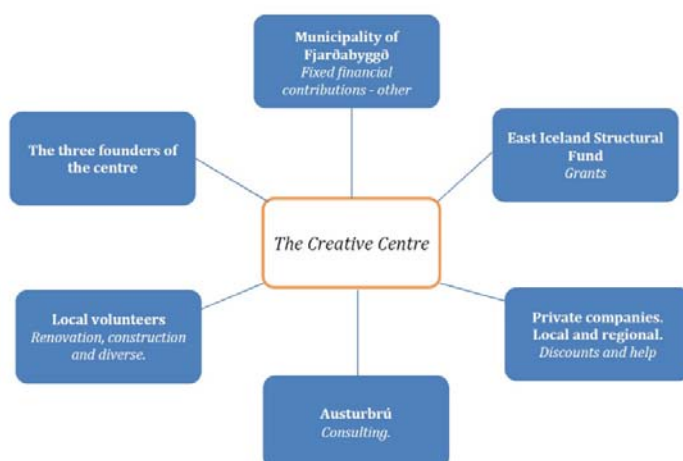 Municipality of
Fjarðabyggð
Fixed financial
contributions - other
The three founders of
the centre
East Iceland Structural
Fund
Grants
The Creative Centre
Local volunteers
Renovation, construction
and diverse.
Private companies.
Local and regional.
Discounts and help
Austurbrú
Consulting.